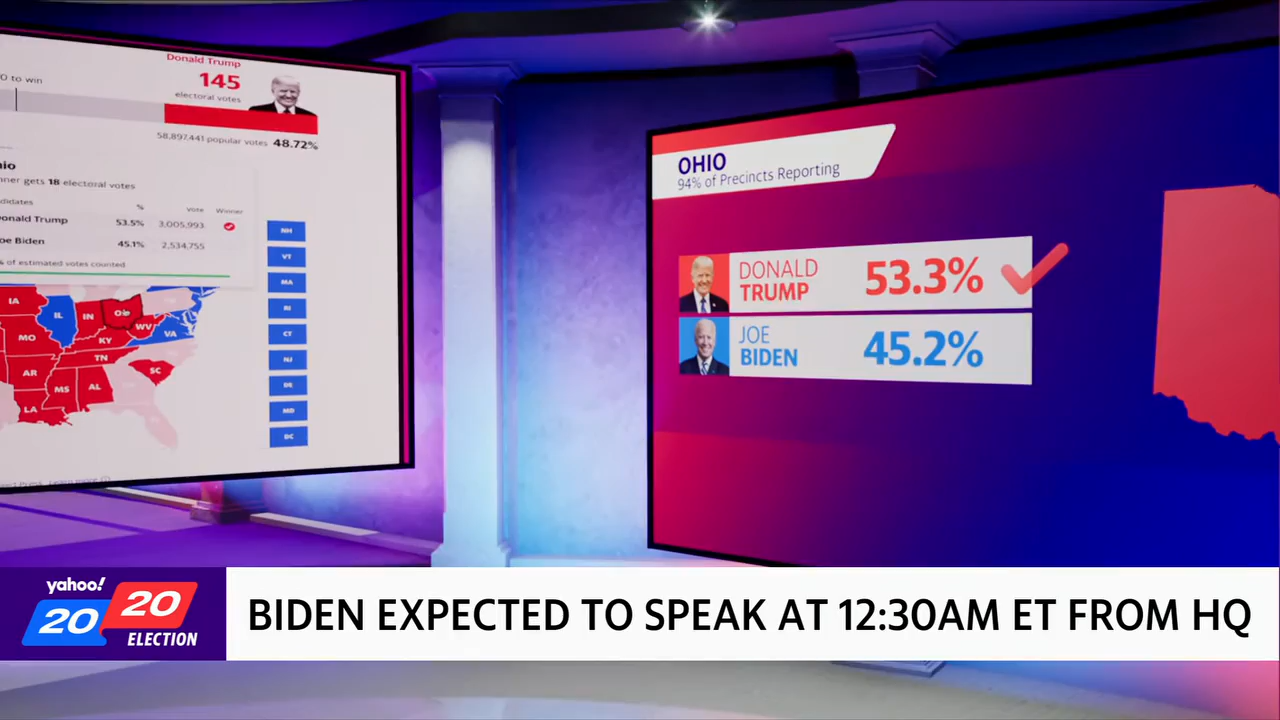 Donald Trump
145
electoral votes
O to win
58,897,441 popular votes 48.72%
hio
nner gets 18 electoral votes
ndidates % Vote Winner
onald Trump 53.5% 3,005,993
oe Biden 45.1% 2,534,755
% of estimated votes counted
NH
VT
MA
RI
CT
NJ
DE
MD
DC
IA
IL
IN
OH
MO
WV
VA
KY
TN
AR
SC
MS
AL
LA
OHIO
94% of Precincts Reporting
DONALD
TRUMP
53.3%
JOE
BIDEN
45.2%
yahoo!
20 20
ELECTION
BIDEN EXPECTED TO SPEAK AT 12:30AM ET FROM HQ